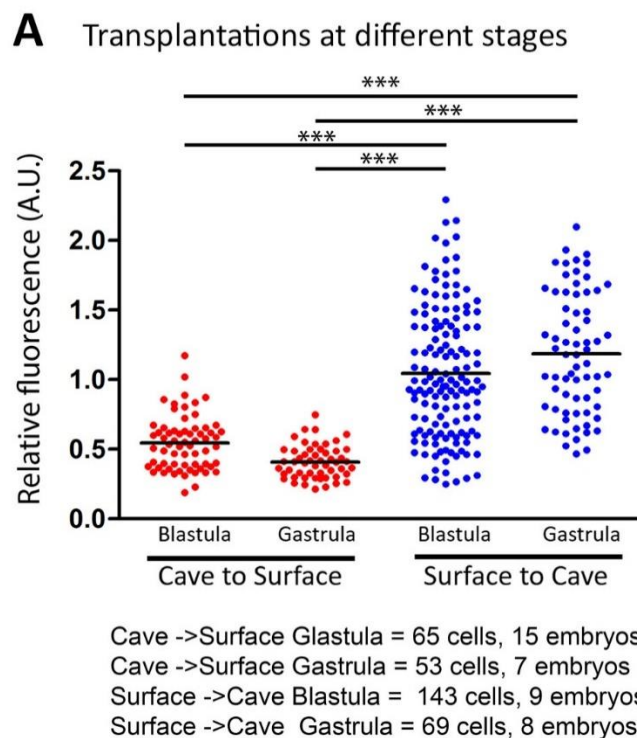 A Transplantations at different stages
***
***
***
***
Relative fluorescence (A.U.)
2.5
2.0
1.5
1.0
0.5
0.0
Blastula Gastrula Blastula Gastrula
Cave to Surface Surface to Cave
Cave ->Surface Glastula = 65 cells, 15 embryos
Cave ->Surface Gastrula = 53 cells, 7 embryos
Surface ->Cave Blastula = 143 cells, 9 embryos
Surface ->Cave Gastrula = 69 cells, 8 embryos